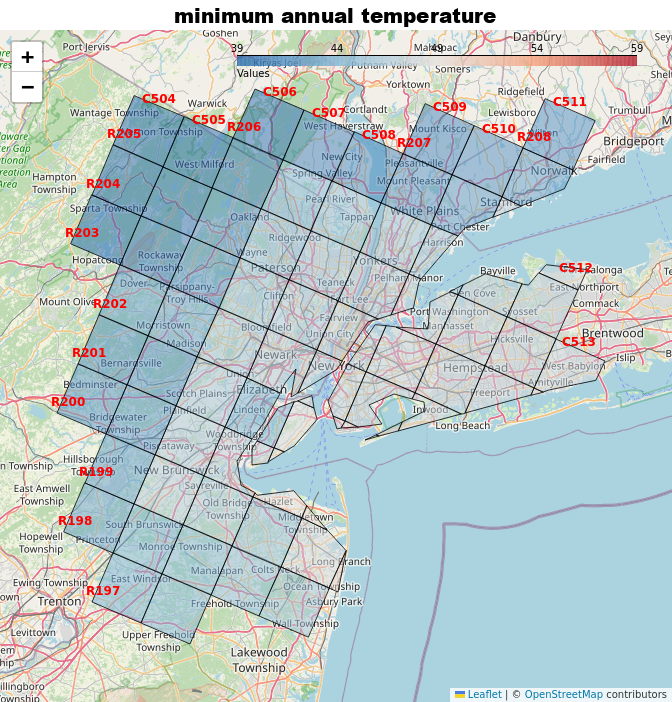 minimum annual temperature
Goshen
Danbury
Port Jervis
39
44
49
54
59
Values
Putnam Valley
Somers
Yorktown
Ridgefield
Wantage Township
C504
Warwick
C505
C506
C507
Cortlandt
C508
C509
Lewisboro
C510
C511
Trumbull
R205
R206
West Haverstraw
Mount Kisco
R207
R208
Bridgeport
West Milford
New City
Pleasantville
Fairfield
Hampton
Township
R204
Spring Valley
Mount Pleasant
Norwalk
Sparta Township
Oakland
Pearl River
Tappan
White Plains
Stamford
R203
Port Chester
Ridgewood
Harrison
Hopatcong
Rockaway
Township
Wayne
Paterson
Yonkers
Bayville
C512
Dover
Parsippany-
Troy Hills
Teaneck
Pelham Manor
East Northport
Mount Olive
R202
Clifton
Fort Lee
Port Washington
Glen Cove
Commack
Morristown
Bloomfield
Fairview
Union City
Manhasset
Syosset
Brentwood
R201
Madison
Hicksville
C513
Bernardsville
Newark
New York
Hempstead
West Babylon
Islip
Bedminster
Union
Elizabeth
Amityville
R200
Scotch Plains
Freeport
Bridgewater
Township
Plainfield
Linden
Inwood
Long Beach
Woodbridge
Township
Piscataway
Hillsborough
Township
R199
New Brunswick
East Amwell
Township
Sayreville
Old Bridge
Township
Hazlet
R198
South Brunswick
Middletown
Township
Hopewell
Township
Princeton
Monroe Township
Long Branch
Ewing Township
East Windsor
Manalapan
Colts Neck
R197
Ocean Township
Trenton
Freehold Township
Asbury Park
Levittown
Upper Freehold
Township
Wall Township
Lakewood
Township
Leaflet | © OpenStreetMap contributors